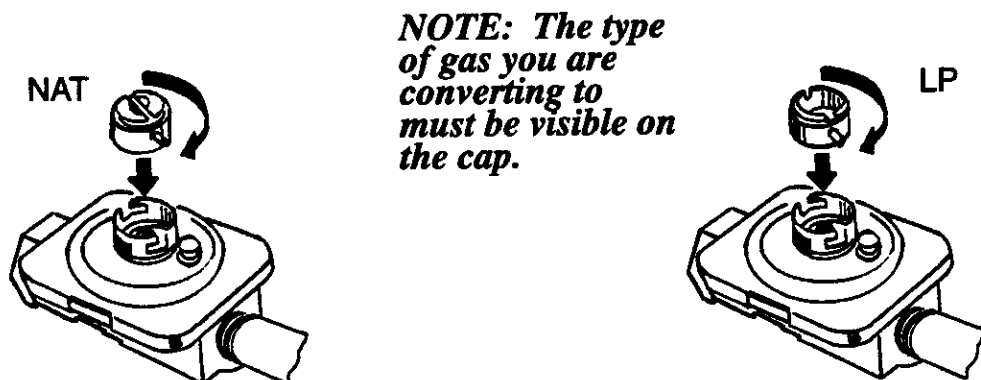 NAT
NOTE: The type
of gas you are
converting to
must be visible on
the cap.
LP